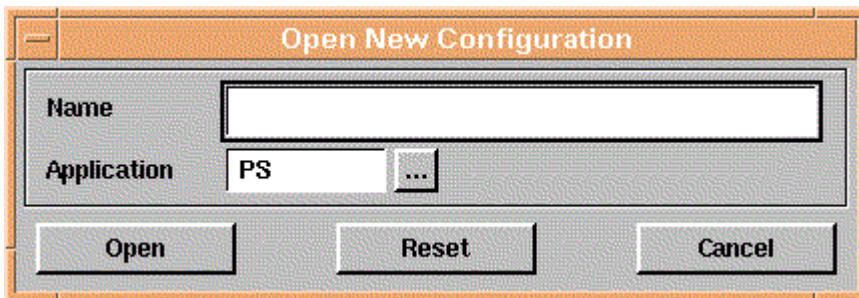 Open New Configuration
Name
Application PS ...
Open Reset Cancel